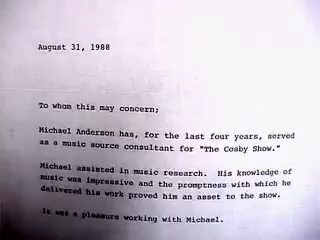 August 31, 1988
To whom this may concern;
Michael Anderson has, for the last four years, served
as a music source consultant for "The Cosby Show."
Michael assisted in music research. His knowledge of
music was impressive and the promptness with which he
delivered his work proved him an asset to the show.
It was a pleasure working with Michael.